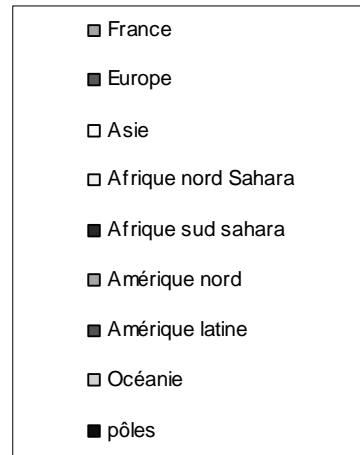 France
Europe
Asie
Afrique nord Sahara
Afrique sud sahara
Amérique nord
Amérique latine
Océanie
pôles